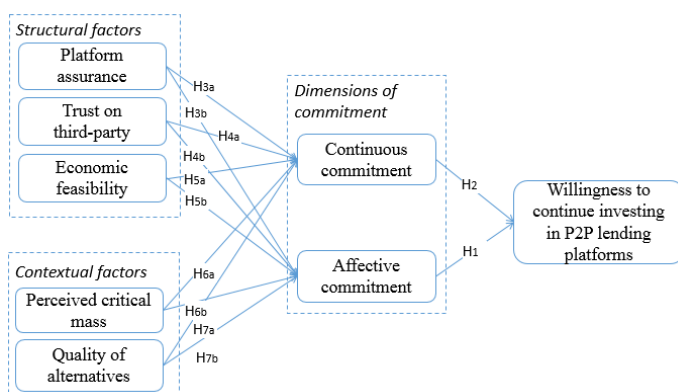 Structural factors
Platform
assurance
Trust on
third-party
Economic
feasibility
Contextual factors
Perceived critical
mass
Quality of
alternatives
H3a
H3b
H4a
H4b
H5a
H5b
H6a
H6b
H7a
H7b
Dimensions of
commitment
Continuous
commitment
Affective
commitment
H2
H1
Willingness to
continue investing
in P2P lending
platforms